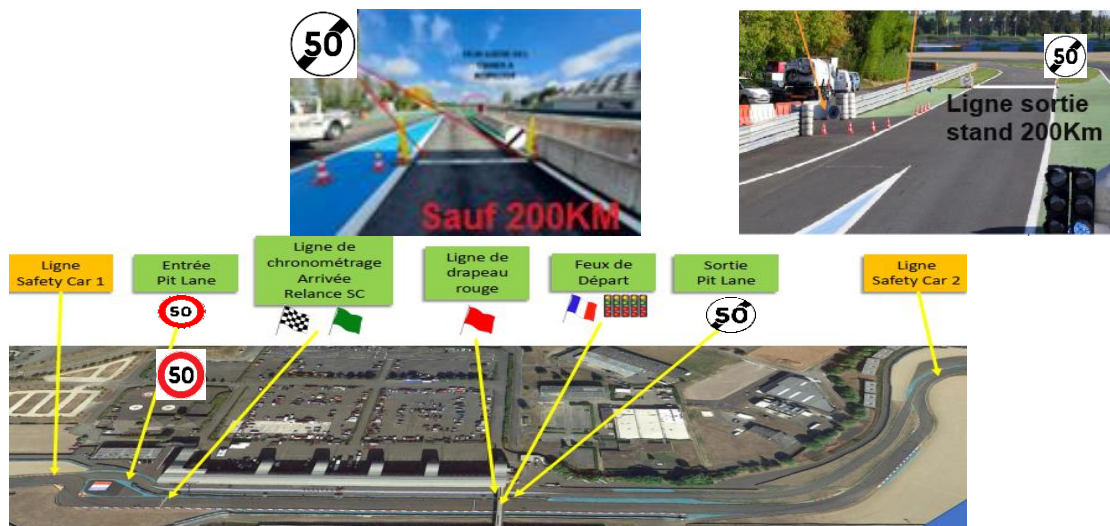 50
Sauf 200KM
50
Ligne sortie
stand 200Km
Ligne
Safety Car 1
Entrée
Pit Lane
50
50
Ligne de
chronométrage
Arrivée
Relance SC
Ligne de
drapeau
rouge
Feux de
Départ
Sortie
Pit Lane
50
Ligne
Safety Car 2